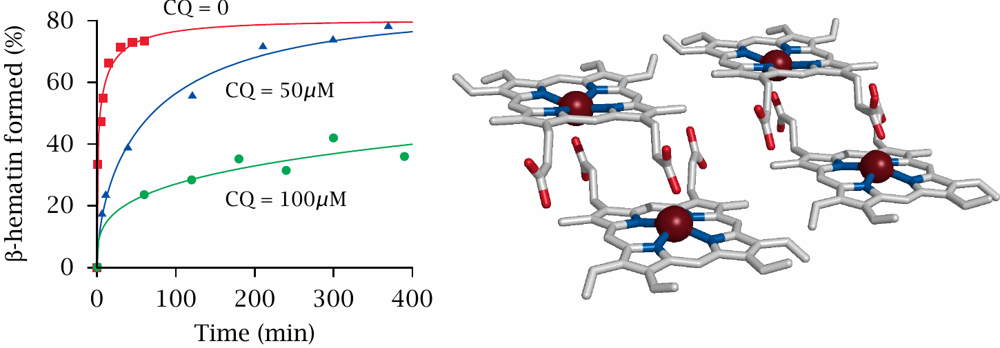 CQ = 0
80
60
40
20
0
β-hematin formed (%)
CQ = 50µM
CQ = 100µM
0 100 200 300 400
Time (min)